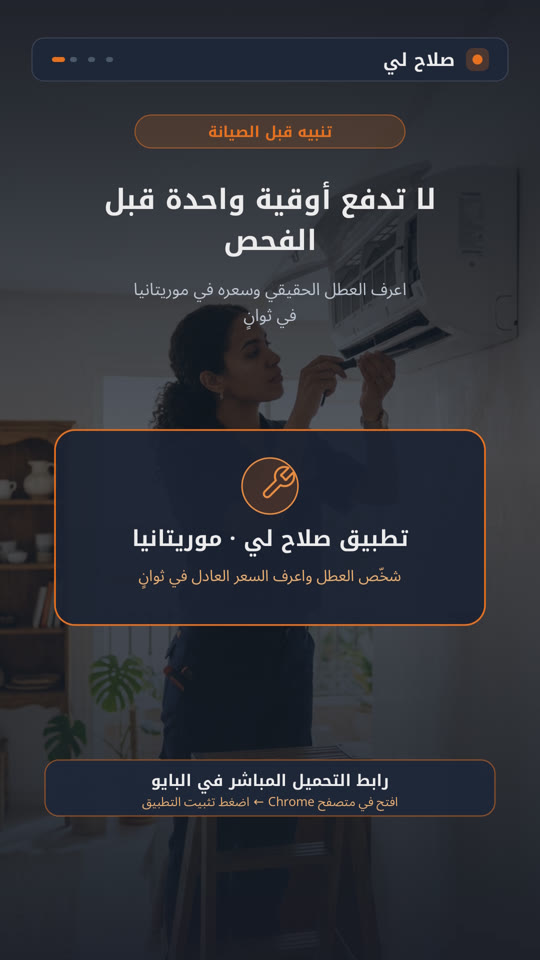 صلاح لي
تنبيه قبل الصيانة
لا تدفع أوقية واحدة قبل
الفحص
اعرف العطل الحقيقي وسعره في موريتانيا
في ثوانٍ
تطبيق صلاح لي · موريتانيا
شخّص العطل واعرف السعر العادل في ثوانٍ
رابط التحميل المباشر في البايو
افتح في متصفح Chrome ← اضغط تثبيت التطبيق